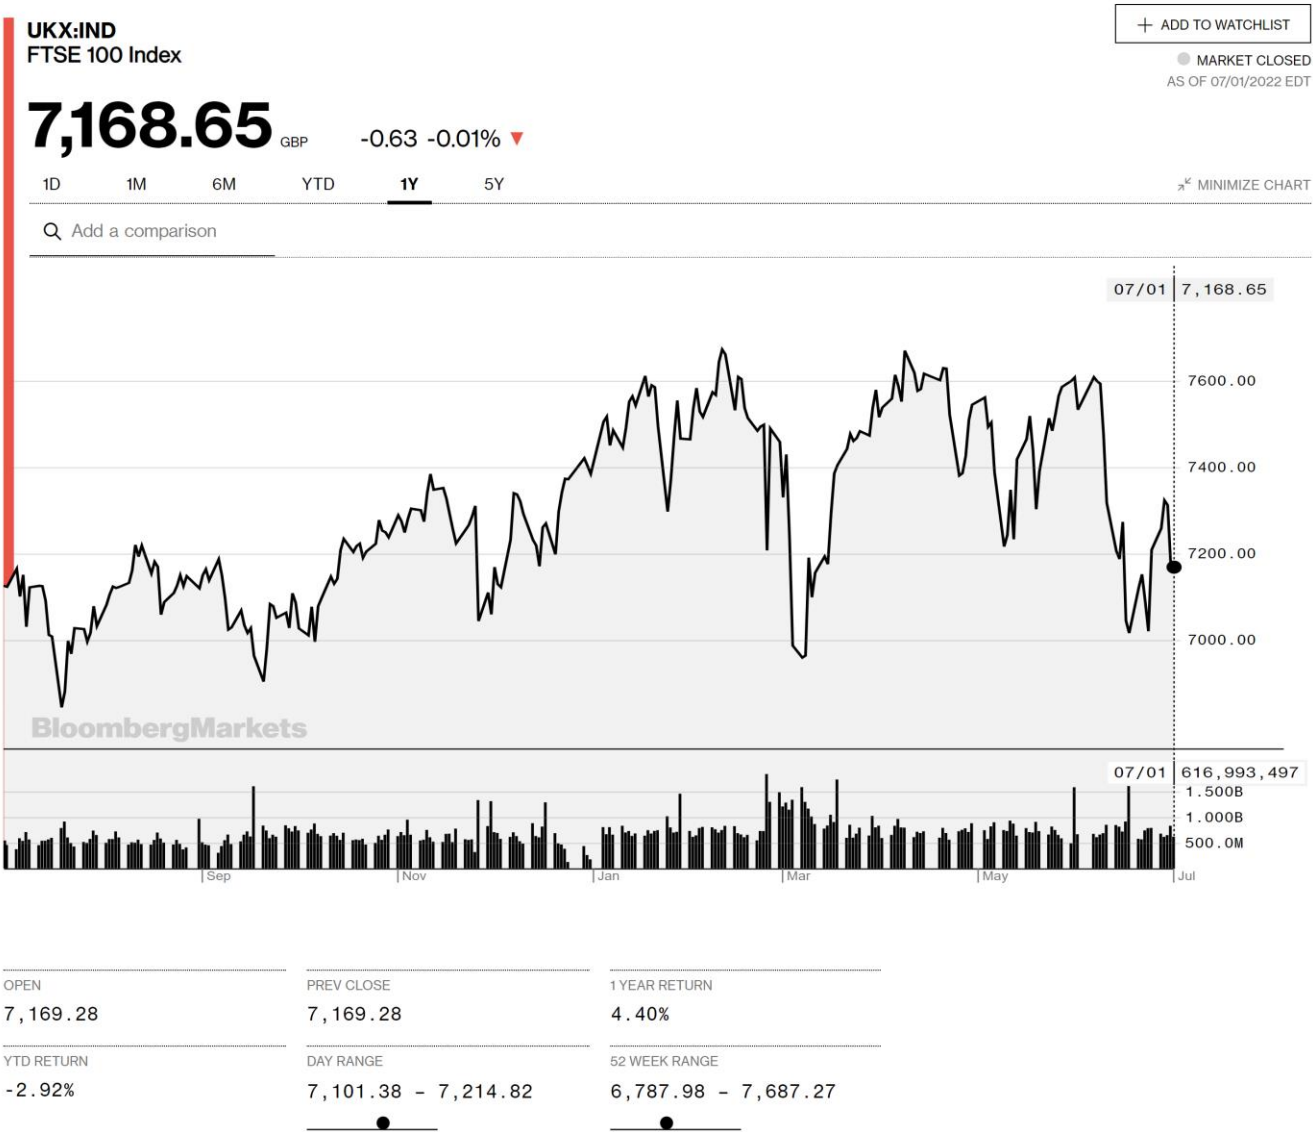 UKX:IND
FTSE 100 Index
+ ADD TO WATCHLIST
MARKET CLOSED
AS OF 07/01/2022 EDT
7,168.65 GBP -0.63 -0.01% ▼
1D 1M 6M YTD 1Y 5Y
MINIMIZE CHART
Add a comparison
07/01 7,168.65
7600.00
7400.00
7200.00
7000.00
BloombergMarkets
07/01 616,993,497
1.500B
1.000B
500.0M
Sep Nov Jan Mar May Jul
OPEN PREV CLOSE 1 YEAR RETURN
7,169.28 7,169.28 4.40%
YTD RETURN DAY RANGE 52 WEEK RANGE
-2.92% 7,101.38 – 7,214.82 6,787.98 – 7,687.27